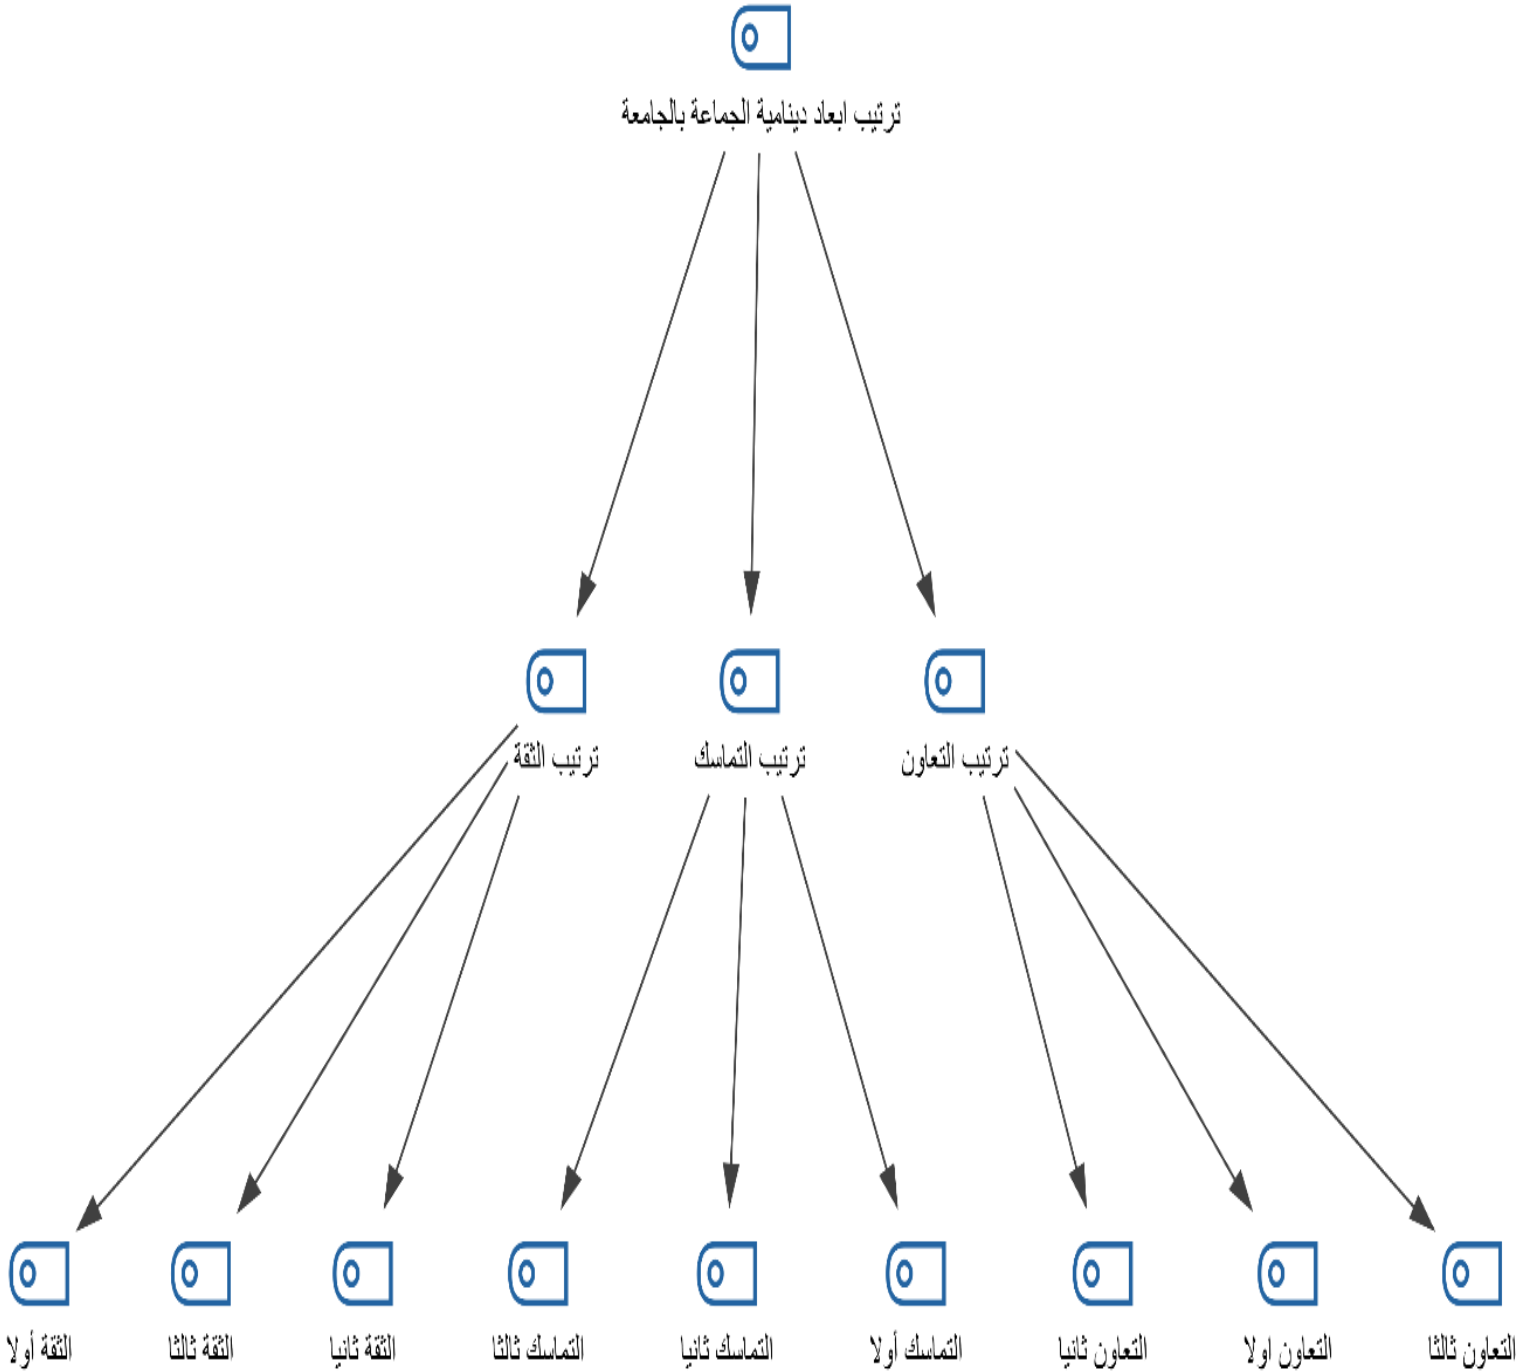 ترتيب ابعاد دينامية الجماعة بالجامعة
ترتيب التعاون
ترتيب التماسك
ترتيب الثقة
التعاون ثالثا
التعاون اولا
التعاون ثانيا
التماسك أولا
التماسك ثانيا
التماسك ثالثا
الثقة ثانيا
الثقة ثالثا
الثقة أولا